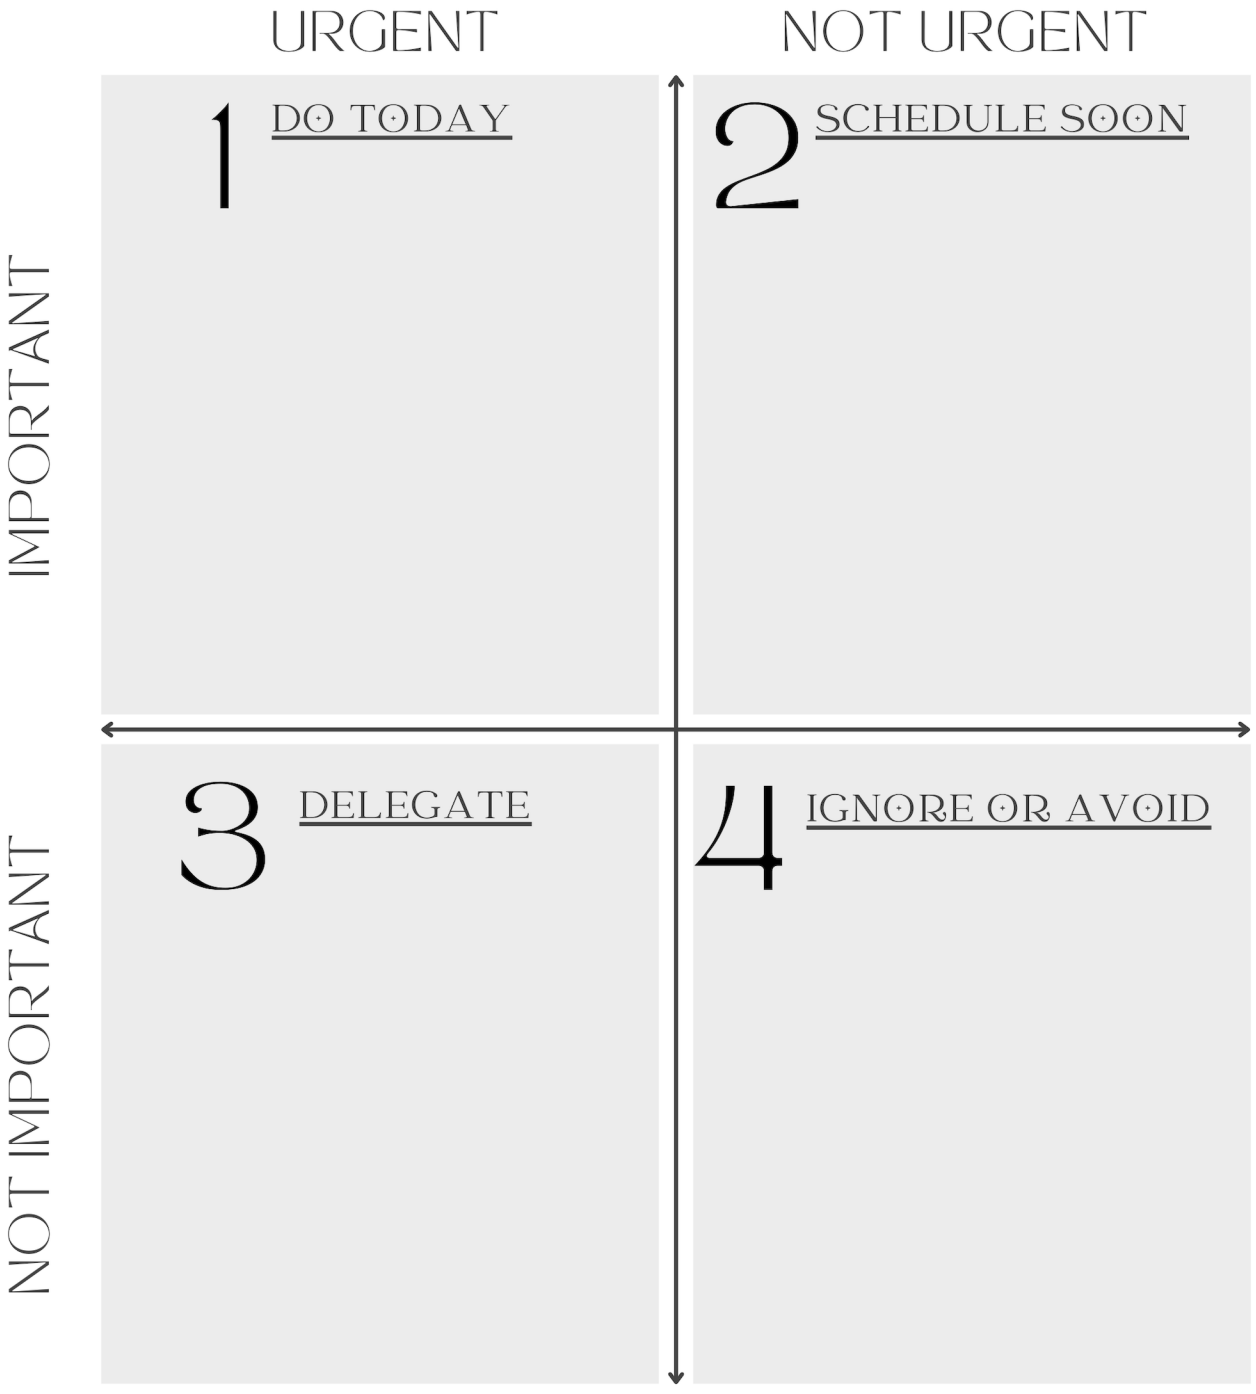 URGENT
NOT URGENT
IMPORTANT
1 DO TODAY
2 SCHEDULE SOON
NOT IMPORTANT
3 DELEGATE
4 IGNORE OR AVOID